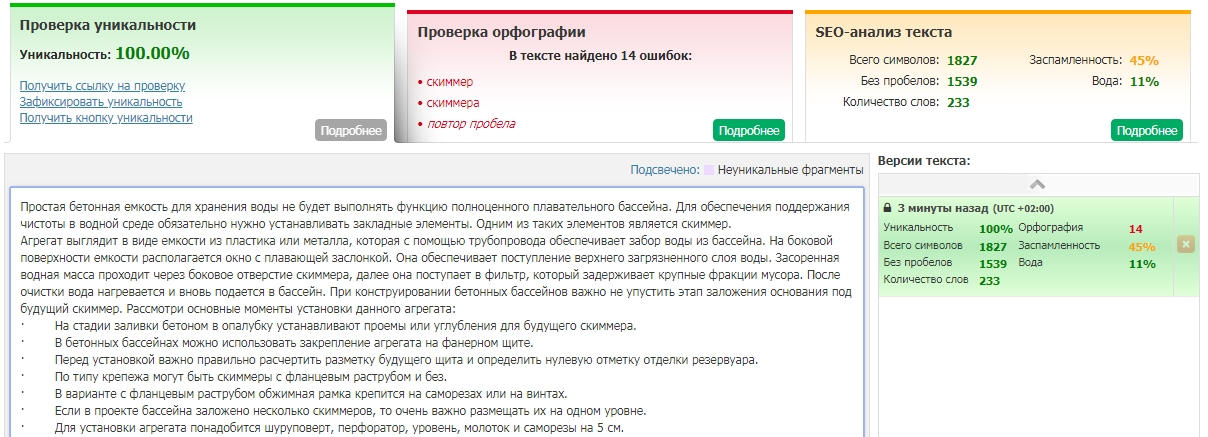 Проверка уникальности
Уникальность: 100.00%
Получить ссылку на проверку
Зафиксировать уникальность
Получить кнопку уникальности
Подробнее
Проверка орфографии
В тексте найдено 14 ошибок:
• скиммер
• скиммера
• повтор пробела
Подробнее
SEO-анализ текста
Всего символов: 1827 Заспамленность: 45%
Без пробелов: 1539 Вода: 11%
Количество слов: 233
Подробнее
Подсвечено: Неуникальные фрагменты
Простая бетонная емкость для хранения воды не будет выполнять функцию полноценного плавательного бассейна. Для обеспечения поддержания
чистоты в водной среде обязательно нужно устанавливать закладные элементы. Одним из таких элементов является скиммер.
Агрегат выглядит в виде емкости из пластика или металла, которая с помощью трубопровода обеспечивает забор воды из бассейна. На боковой
поверхности емкости располагается окно с плавающей заслонкой. Она обеспечивает поступление верхнего загрязненного слоя воды. Засоренная
водная масса проходит через боковое отверстие скиммера, далее она поступает в фильтр, который задерживает крупные фракции мусора. После
очистки вода нагревается и вновь подается в бассейн. При конструировании бетонных бассейнов важно не упустить этап заложения основания под
будущий скиммер. Рассмотри основные моменты установки данного агрегата:
· На стадии заливки бетоном в опалубку устанавливают проемы или углубления для будущего скиммера.
· В бетонных бассейнах можно использовать закрепление агрегата на фанерном щите.
· Перед установкой важно правильно расчертить разметку будущего щита и определить нулевую отметку отделки резервуара.
· По типу крепежа могут быть скиммеры с фланцевым раструбом и без.
· В варианте с фланцевым раструбом обжимная рамка крепится на саморезах или на винтах.
· Если в проекте бассейна заложено несколько скиммеров, то очень важно размещать их на одном уровне.
· Для установки агрегата понадобится шуруповерт, перфоратор, уровень, молоток и саморезы на 5 см.
Версии текста:
3 минуты назад (UTC +02:00)
Уникальность 100% Орфография 14
Всего символов 1827 Заспамленность 45%
Без пробелов 1539 Вода 11%
Количество слов 233